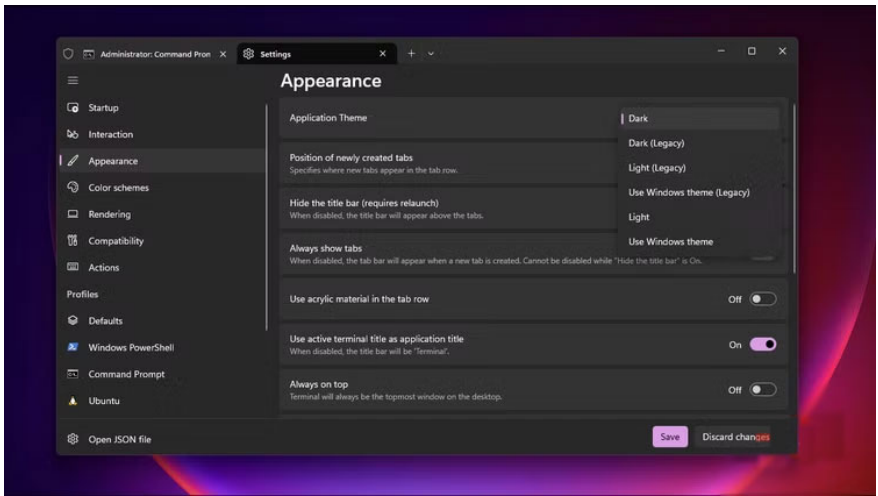 Administrator: Command Pron
Settings
Appearance
Startup
Interaction
Appearance
Color schemes
Rendering
Compatibility
Actions
Profiles
Defaults
Windows PowerShell
Command Prompt
Ubuntu
Open JSON file
Application Theme
Dark
Dark (Legacy)
Light (Legacy)
Use Windows theme (Legacy)
Light
Use Windows theme
Position of newly created tabs
Specifies where new tabs appear in the tab row.
Hide the title bar (requires relaunch)
When disabled, the title bar will appear above the tabs.
Always show tabs
When disabled, the tab bar will appear when a new tab is created. Cannot be disabled while "Hide the title bar" is On.
Use acrylic material in the tab row
Off
Use active terminal title as application title
When disabled, the title bar will be 'Terminal'.
On
Always on top
Terminal will always be the topmost window on the desktop.
Off
Save
Discard changes